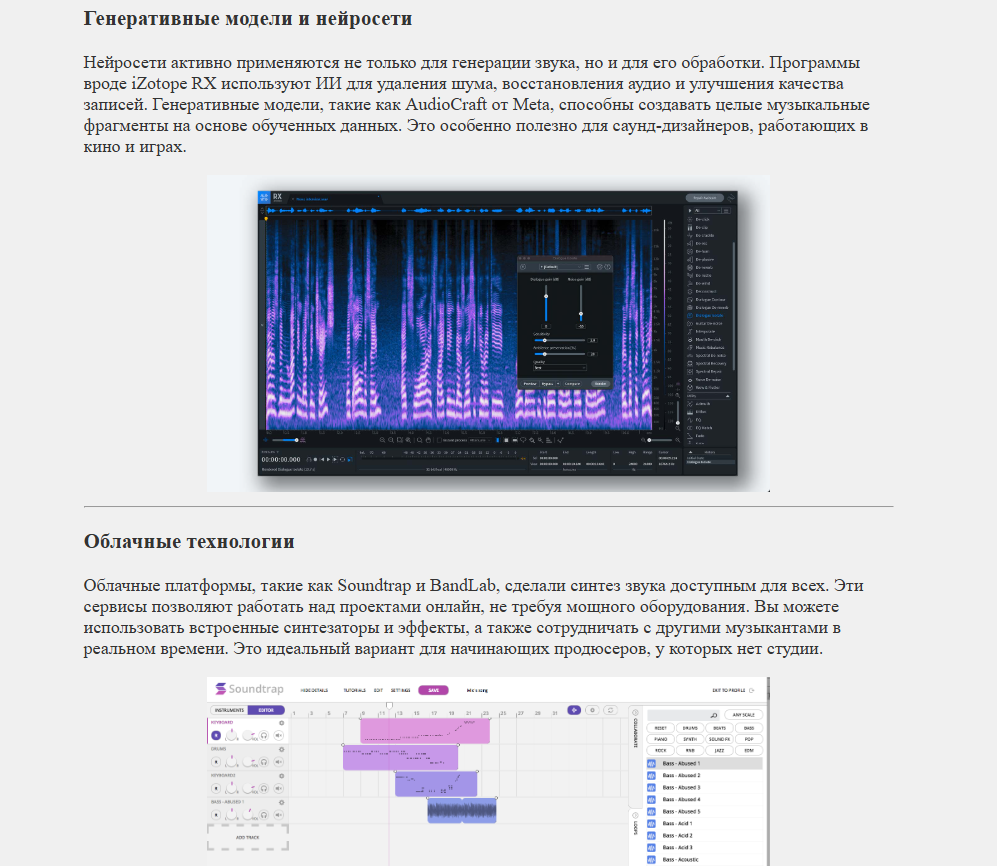 Генеративные модели и нейросети
Нейросети активно применяются не только для генерации звука, но и для его обработки. Программы
вроде iZotope RX используют ИИ для удаления шума, восстановления аудио и улучшения качества
записей. Генеративные модели, такие как AudioCraft от Meta, способны создавать целые музыкальные
фрагменты на основе обученных данных. Это особенно полезно для саунд-дизайнеров, работающих в
кино и играх.
RX
00:00:00.000
Облачные технологии
Облачные платформы, такие как Soundtrap и BandLab, сделали синтез звука доступным для всех. Эти
сервисы позволяют работать над проектами онлайн, не требуя мощного оборудования. Вы можете
использовать встроенные синтезаторы и эффекты, а также сотрудничать с другими музыкантами в
реальном времени. Это идеальный вариант для начинающих продюсеров, у которых нет студии.
Soundtrap HIDE DETAILS TUTORIALS EDIT SETTINGS SAVE EXIT TO PROFILE
INSTRUMENTS EDITOR 1 3 5 7 9 11 13 15 17 19 21 23 25 27 29 31
KEYBOARD
DRUMS
KEYBOARD2
BASS - ABUSED 1
ADD TRACK
COLLABORATE
LOOPS
ANY SCALE
RESET DRUMS BEATS BASS
PIANO SYNTH SOUND FX POP
ROCK RNB JAZZ EDM
Bass - Abused 1
Bass - Abused 2
Bass - Abused 3
Bass - Abused 4
Bass - Abused 5
Bass - Acid 1
Bass - Acid 2
Bass - Acid 3
Bass - Acoustic